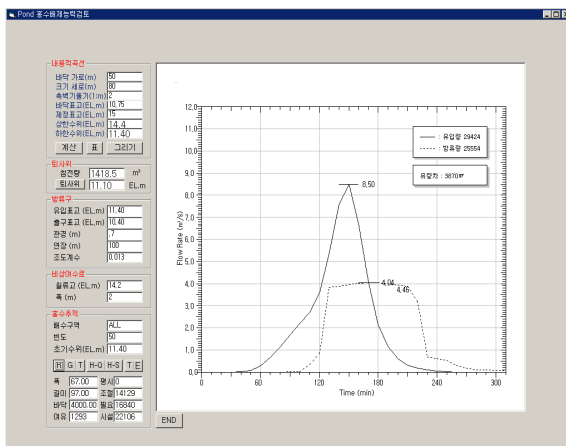 Pond 홍수배제능력검토
내용적곡선
바닥 가로(m) 50
크기 세로(m) 80
측벽기울기(1:m) 2
바닥표고(EL,m) 10,75
제정표고(EL,m) 15
상한수위(EL,m) 14.4
하한수위(EL,m) 11.40
계산 표 그리기
퇴사위
침전량 1418.5 m³
퇴사위 11.10 EL.m
방류구
유입표고 (EL,m) 11,40
출구표고 (EL,m) 10,40
관경 (m) ,7
연장 (m) 100
조도계수 0,013
비상여수로
월류고 (EL,m) 14,2
폭 (m) 2
홍수추적
배수구역 ALL
빈도 50
초기수위(EL,m) 11.40
R G T H-Q H-S T E
폭 67.00 평시 0
길이 97.00 조절 14129
바닥 4000.00 필요 16840
여유 1293 시설 22106
END
12,0
11,0
10,0
9,0
8,0
7,0
6,0
5,0
4,0
3,0
2,0
1,0
0,0
Flow Rate (m³/s)
8,50
4,04
4,46
유입량 29424
방류량 25554
유량차 : 3870㎥
0 60 120 180 240 300
Time (min)